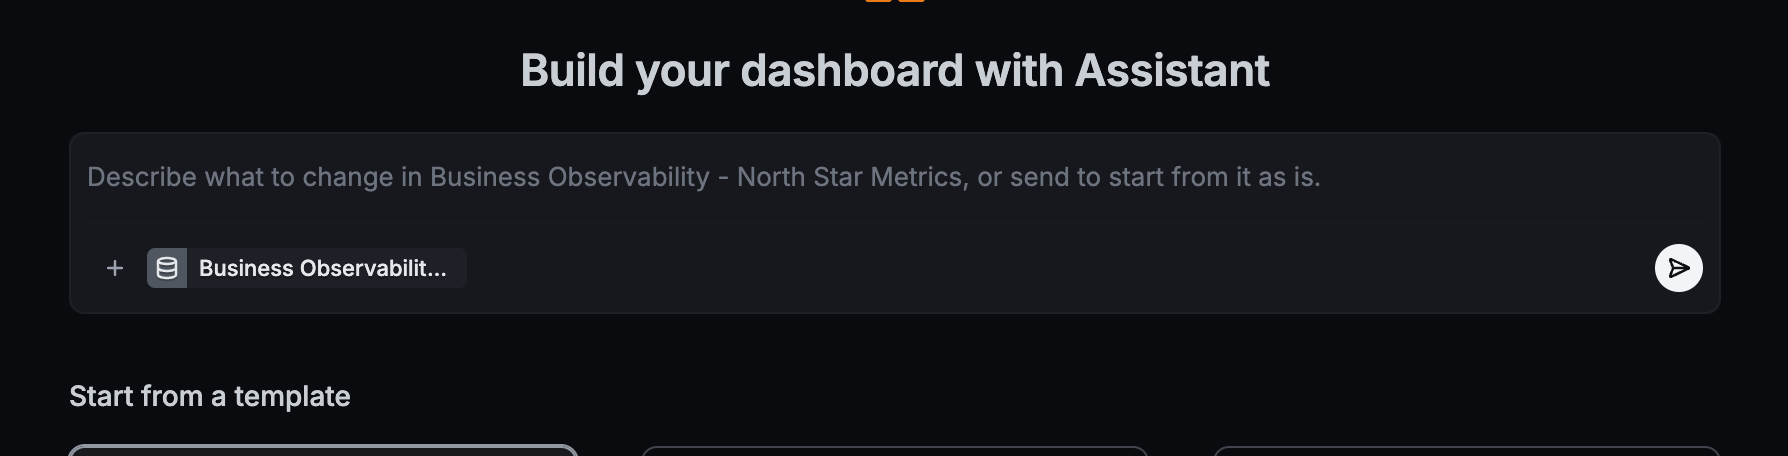 Build your dashboard with Assistant
Describe what to change in Business Observability - North Star Metrics, or send to start from it as is.
Business Observabilit...
Start from a template